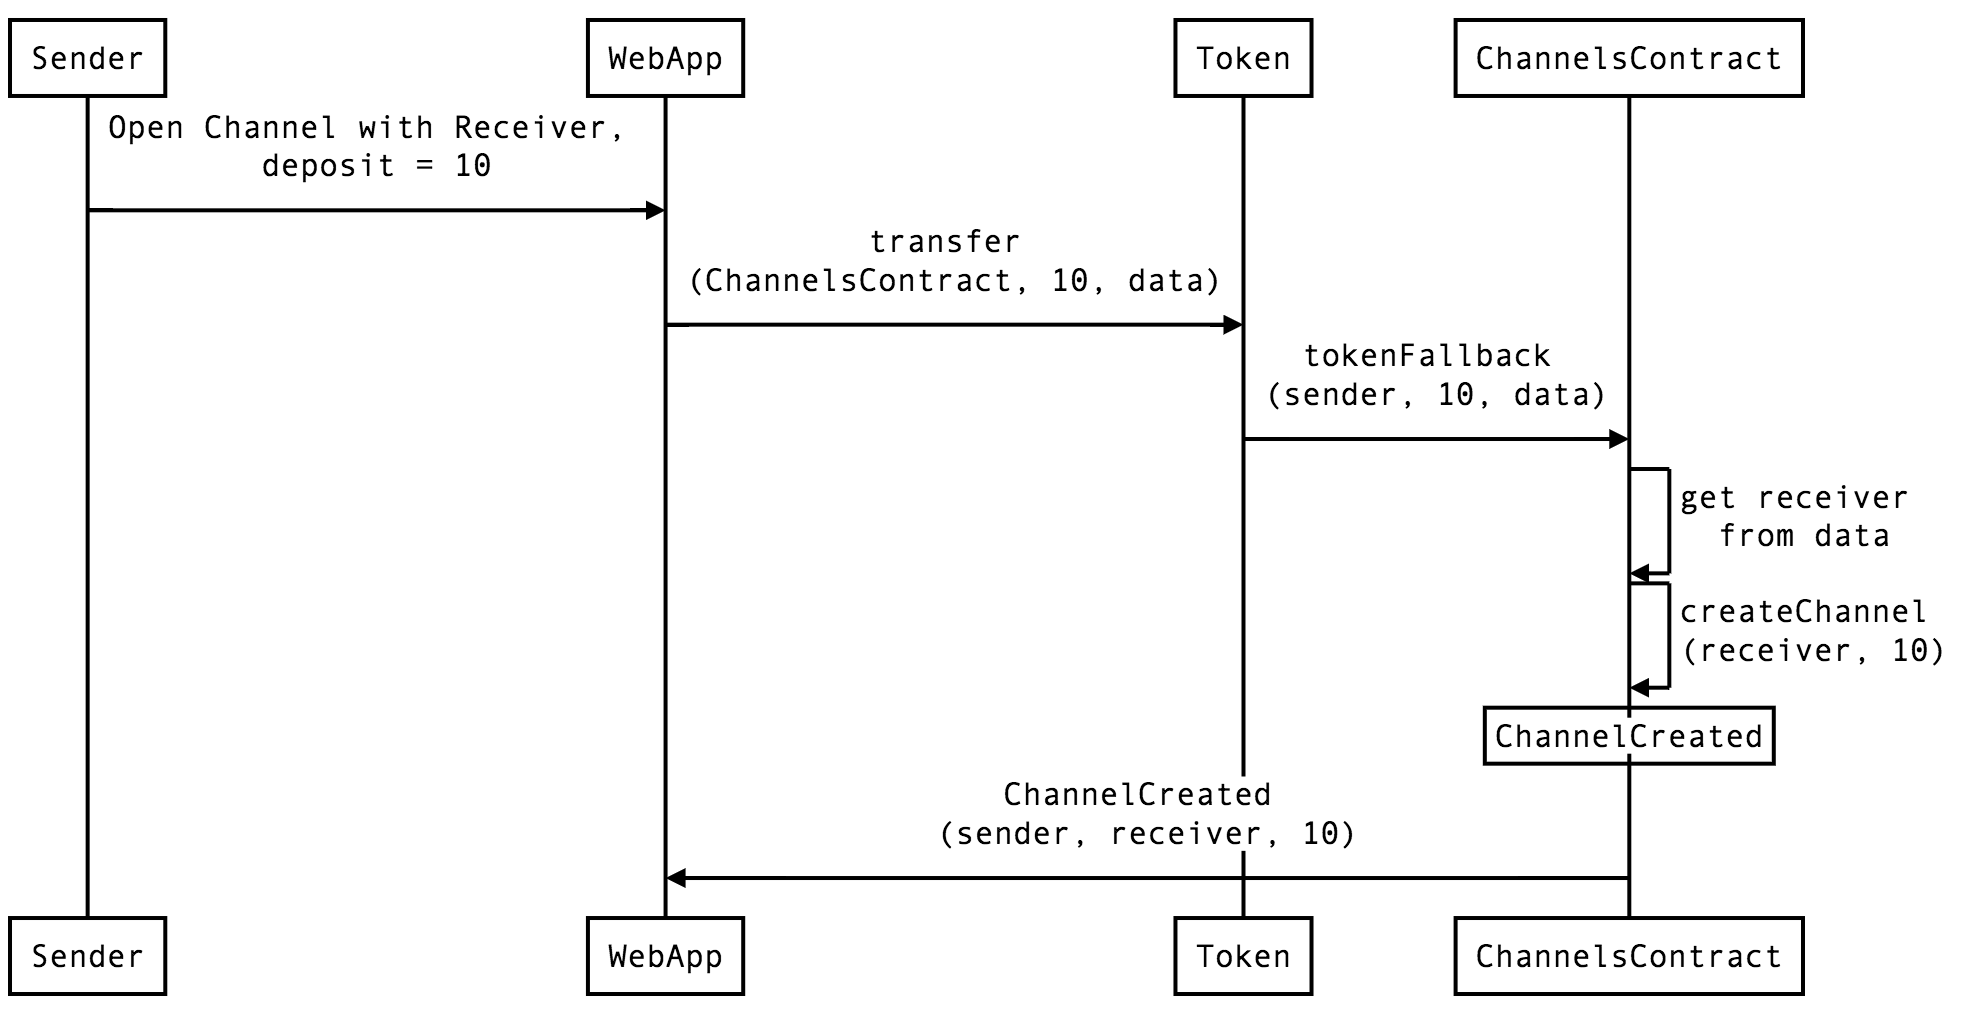 Sender
WebApp
Token
ChannelsContract
Open Channel with Receiver,
deposit = 10
transfer
(ChannelsContract, 10, data)
tokenFallback
(sender, 10, data)
get receiver
from data
createChannel
(receiver, 10)
ChannelCreated
ChannelCreated
(sender, receiver, 10)
Sender
WebApp
Token
ChannelsContract